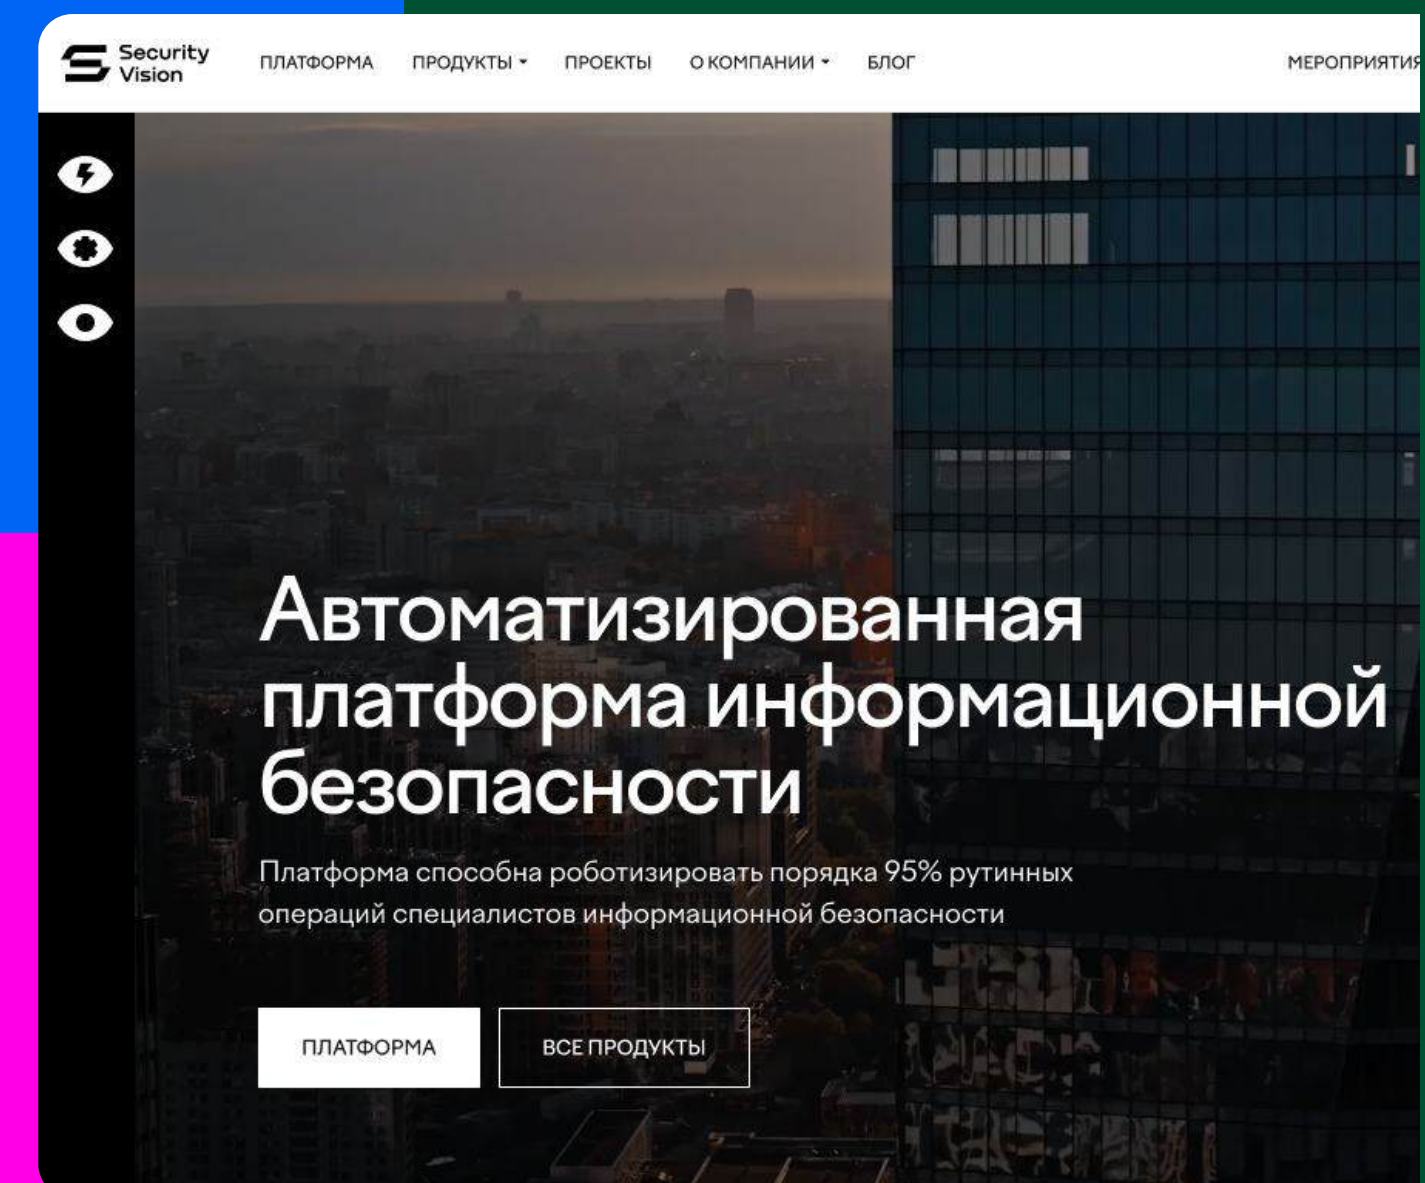 Security
Vision
ПЛАТФОРМА
ПРОДУКТЫ
ПРОЕКТЫ
О КОМПАНИИ
БЛОГ
МЕРОПРИЯТИЯ
Автоматизированная
платформа информационной
безопасности
Платформа способна роботизировать порядка 95% рутинных
операций специалистов информационной безопасности
ПЛАТФОРМА
ВСЕ ПРОДУКТЫ